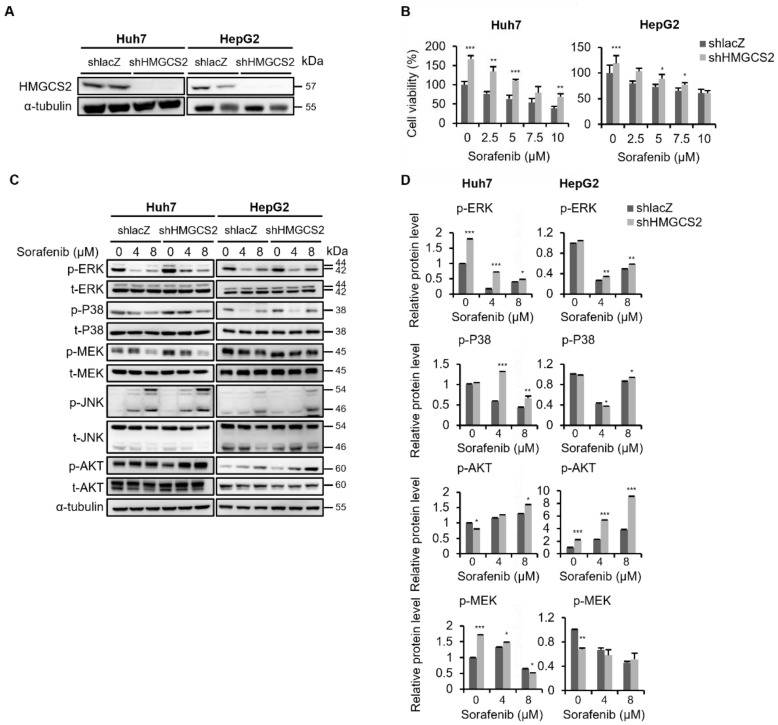 A
Huh7 HepG2
shlacZ shHMGCS2 shlacZ shHMGCS2 kDa
HMGCS2 57
α-tubulin 55
B
Huh7 HepG2
shlacZ
shHMGCS2
Cell viability (%)
200
150
100
50
0
*** ** *** **
0 2.5 5 7.5 10
Sorafenib (μM)
200
150
100
50
0
*** * *
0 2.5 5 7.5 10
Sorafenib (μM)
C
Huh7 HepG2
shlacZ shHMGCS2 shlacZ shHMGCS2
Sorafenib (μM) 0 4 8 0 4 8 0 4 8 0 4 8 kDa
p-ERK 44 42
t-ERK 44 42
p-P38 38
t-P38 38
p-MEK 45
t-MEK 45
p-JNK 54 46
t-JNK 54 46
p-AKT 60
t-AKT 60
α-tubulin 55
D
Huh7 HepG2
shlacZ
shHMGCS2
p-ERK
Relative protein level
2
1.5
1
0.5
0
*** *** *
0 4 8
Sorafenib (μM)
p-ERK
1.5
1
0.5
0
** **
0 4 8
Sorafenib (μM)
p-P38
Relative protein level
2
1.5
1
0.5
0
*** **
0 4 8
Sorafenib (μM)
p-P38
1.5
1
0.5
0
* *
0 4 8
Sorafenib (μM)
p-AKT
Relative protein level
2
1.5
1
0.5
0
* *
0 4 8
Sorafenib (μM)
p-AKT
10
8
6
4
2
0
*** *** ***
0 4 8
Sorafenib (μM)
p-MEK
Relative protein level
2
1.5
1
0.5
0
*** * *
0 4 8
Sorafenib (μM)
p-MEK
1.2
0.8
0.4
0
**
0 4 8
Sorafenib (μM)